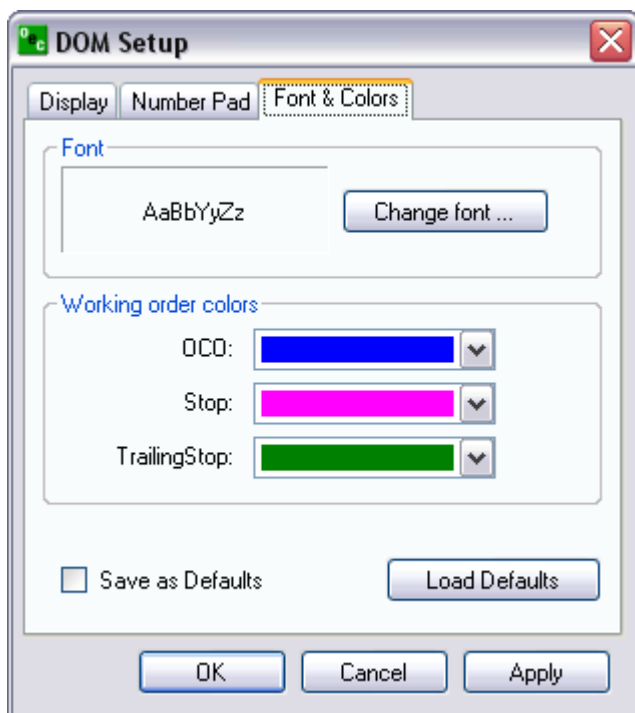 Oec DOM Setup
Display Number Pad Font & Colors
Font
AaBbYyZz Change font ...
Working order colors
OCO:
Stop:
TrailingStop:
Save as Defaults Load Defaults
OK Cancel Apply